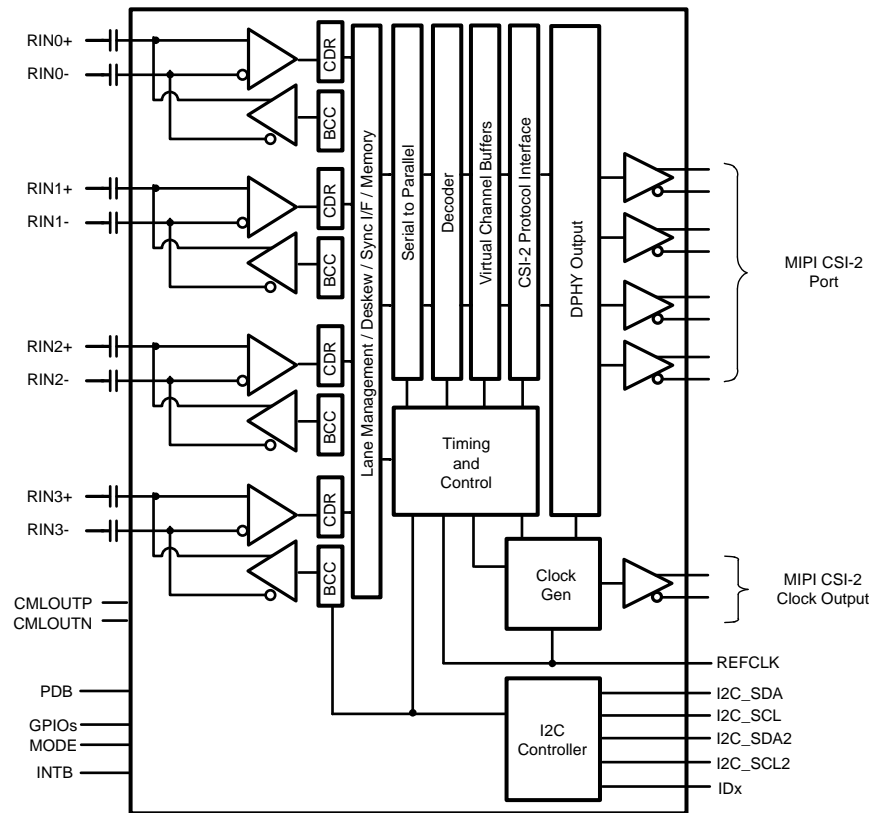 RIN0+
RIN0-
CDR
BCC
RIN1+
RIN1-
CDR
BCC
RIN2+
RIN2-
CDR
BCC
RIN3+
RIN3-
CDR
BCC
Lane Management / Deskew / Sync I/F / Memory
Serial to Parallel
Decoder
Virtual Channel Buffers
CSI-2 Protocol Interface
DPHY Output
MIPI CSI-2
Port
Timing
and
Control
Clock
Gen
MIPI CSI-2
Clock Output
CMLOUTP
CMLOUTN
REFCLK
PDB
GPIOs
MODE
INTB
I2C
Controller
I2C_SDA
I2C_SCL
I2C_SDA2
I2C_SCL2
IDx